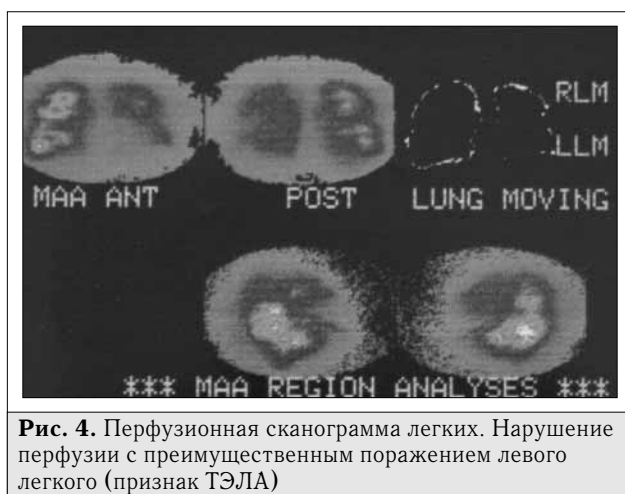 RLM
LLM
MAA ANT POST LUNG MOVING
*** MAA REGION ANALYSES ***
Рис. 4. Перфузионная сканограмма легких. Нарушение
перфузии с преимущественным поражением левого
легкого (признак ТЭЛА)